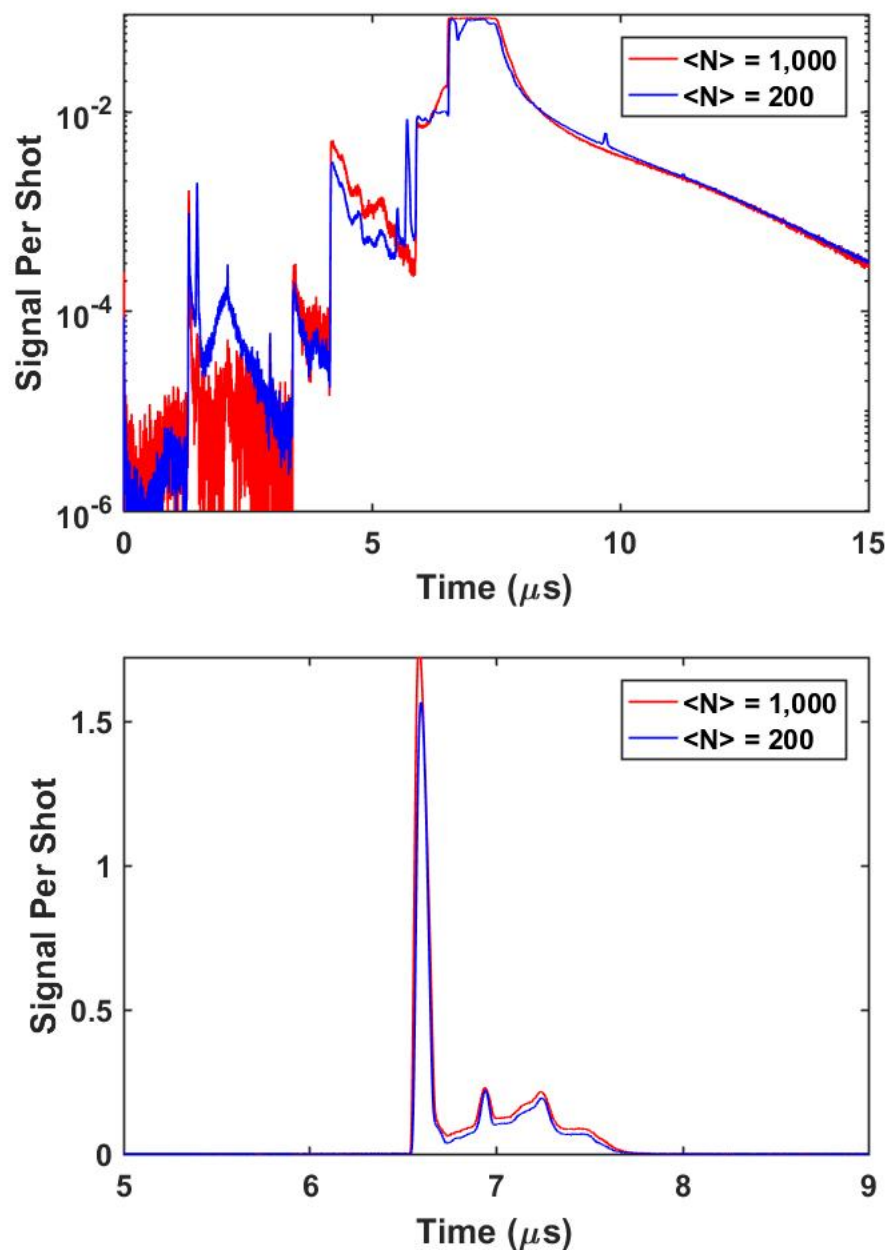 Signal Per Shot
10⁻²
10⁻⁴
10⁻⁶
<N> = 1,000
<N> = 200
0
5
10
15
Time (μs)
Signal Per Shot
1.5
1
0.5
0
<N> = 1,000
<N> = 200
5
6
7
8
9
Time (μs)